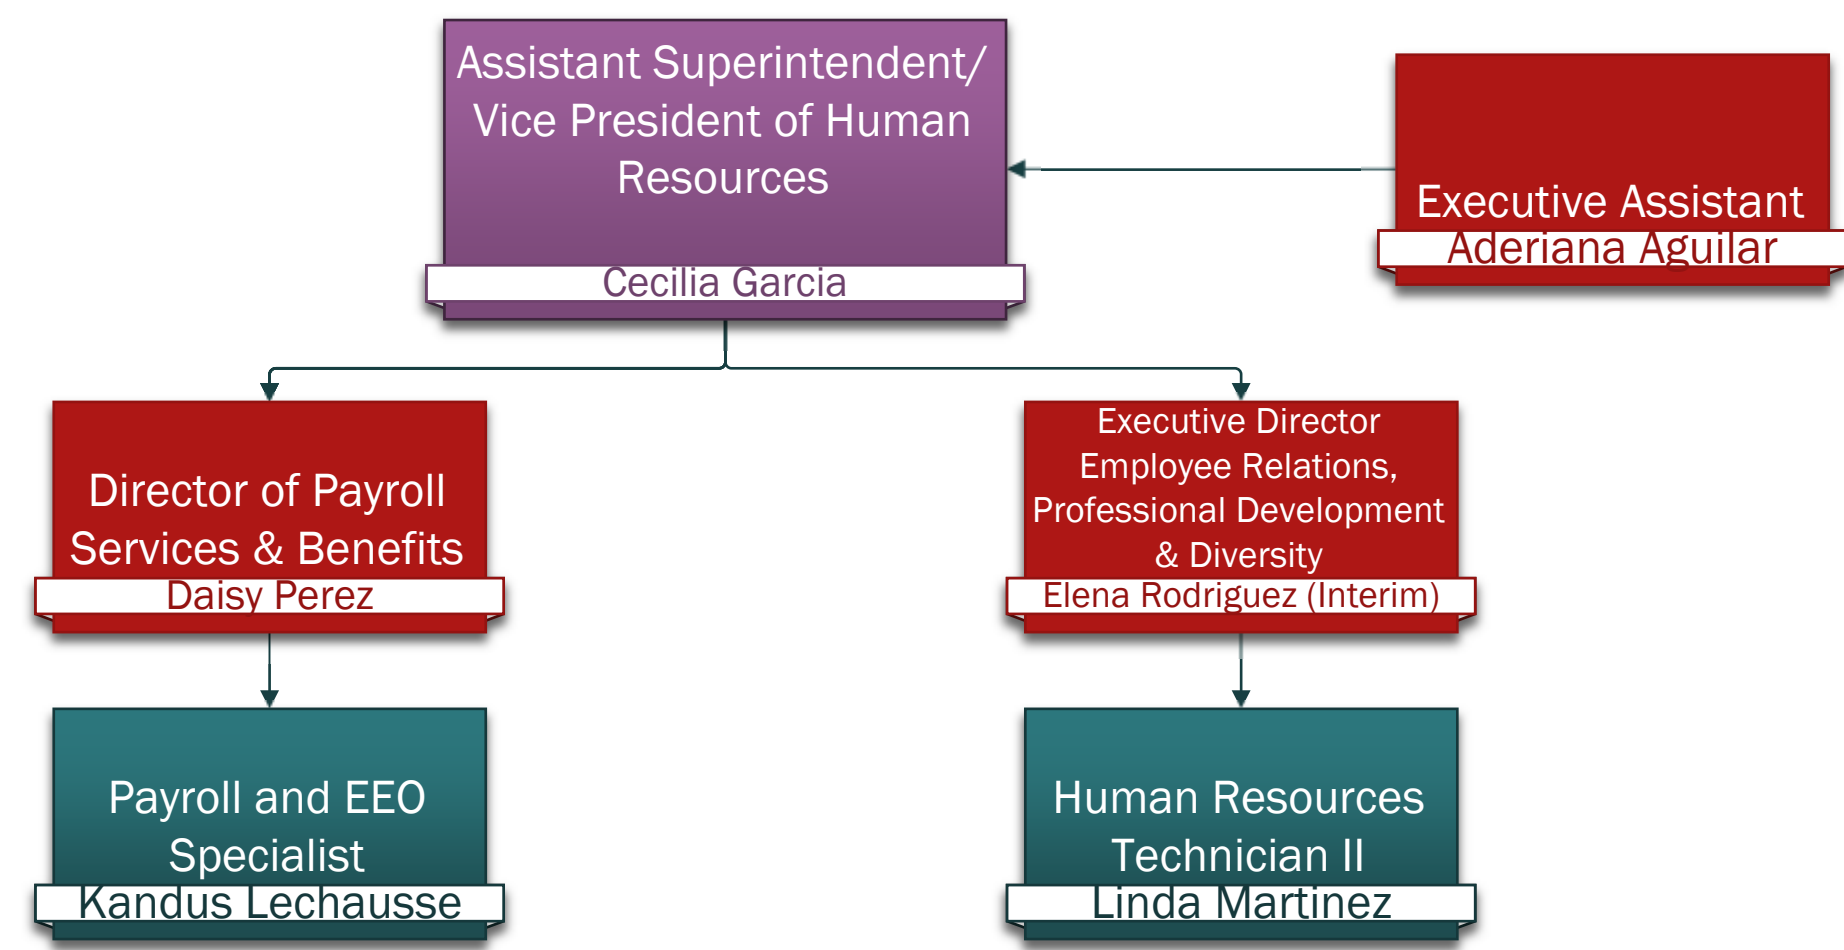 Assistant Superintendent/
Vice President of Human
Resources
Cecilia Garcia
Executive Assistant
Aderiana Aguilar
Director of Payroll
Services & Benefits
Daisy Perez
Executive Director
Employee Relations,
Professional Development
& Diversity
Elena Rodriguez (Interim)
Payroll and EEO
Specialist
Kandus Lechausse
Human Resources
Technician II
Linda Martinez